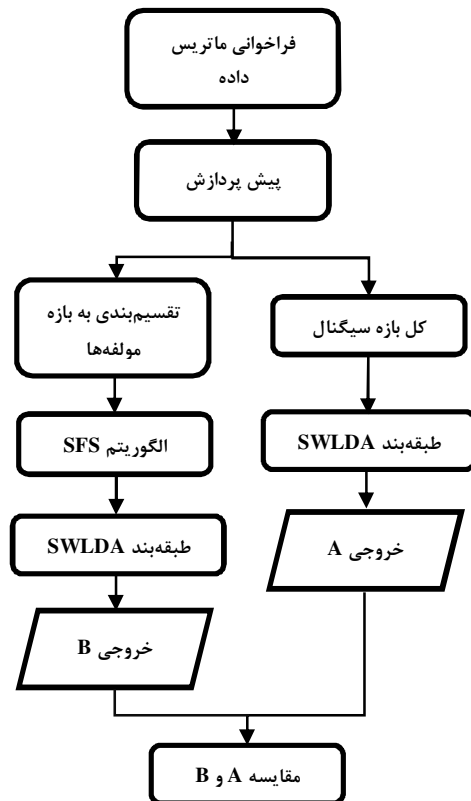 فراخوانی ماتریس
داده
پیش پردازش
کل بازه سیگنال
تقسیم‌بندی به بازه
مولفه‌ها
طبقه‌بند SWLDA
الگوریتم SFS
خروجی A
طبقه‌بند SWLDA
خروجی B
مقایسه A و B